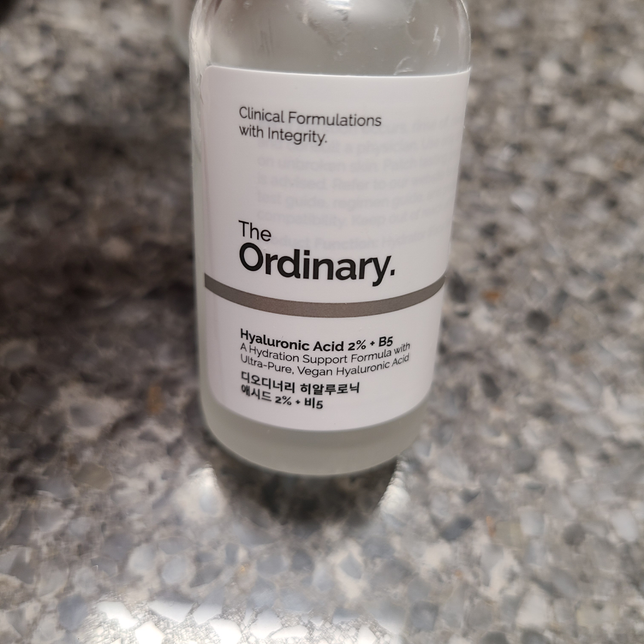 Clinical Formulations
with Integrity.
The
Ordinary.
Hyaluronic Acid 2% + B5
A Hydration Support Formula with
Ultra-Pure, Vegan Hyaluronic Acid
디오디너리 히알루로닉
애시드 2% + 비5